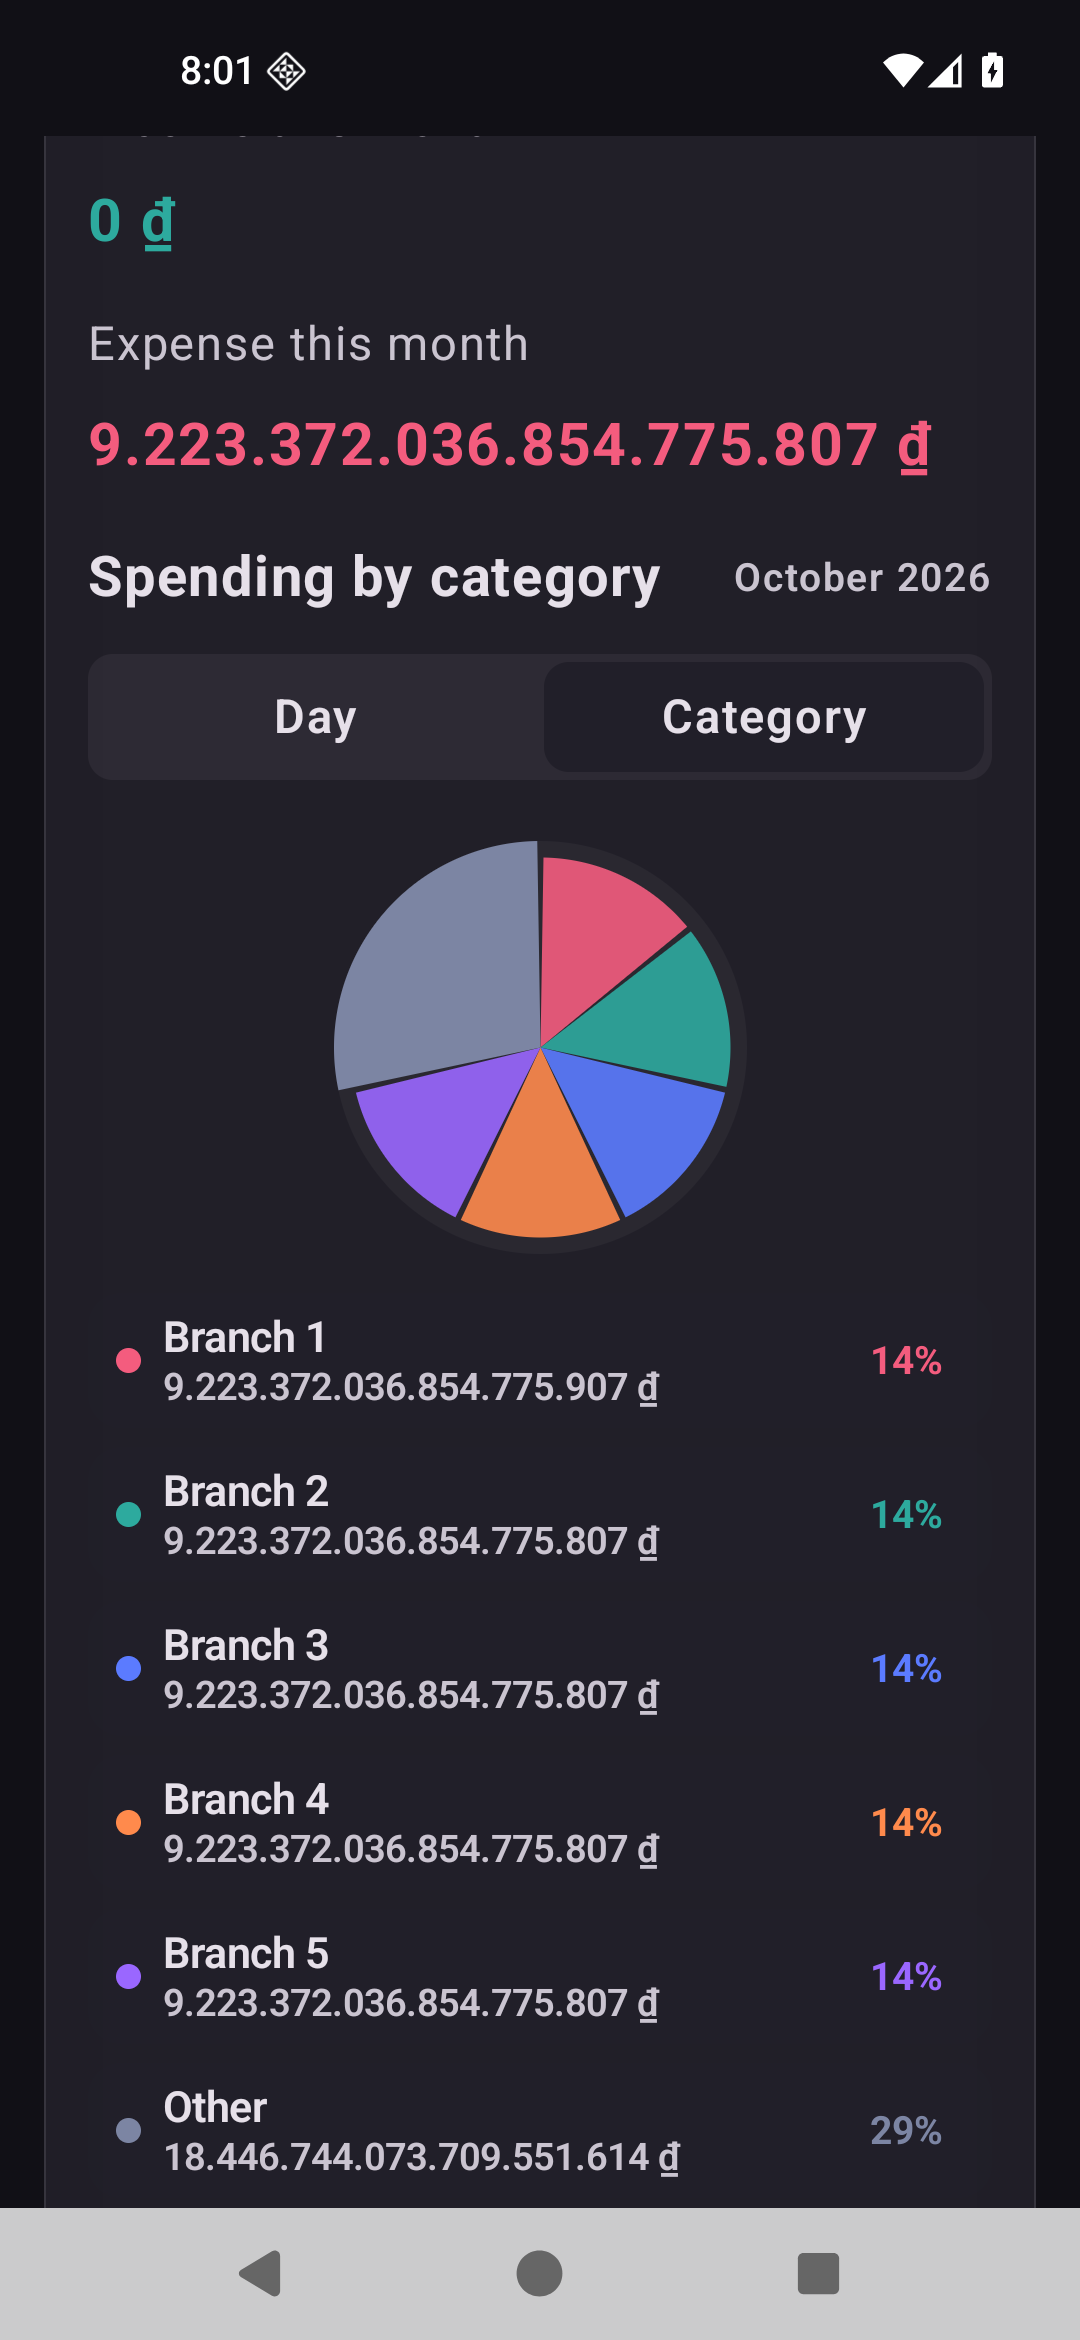 8:01
0 ₫
Expense this month
9.223.372.036.854.775.807 ₫
Spending by category October 2026
Day Category
Branch 1
9.223.372.036.854.775.907 ₫ 14%
Branch 2
9.223.372.036.854.775.807 ₫ 14%
Branch 3
9.223.372.036.854.775.807 ₫ 14%
Branch 4
9.223.372.036.854.775.807 ₫ 14%
Branch 5
9.223.372.036.854.775.807 ₫ 14%
Other
18.446.744.073.709.551.614 ₫ 29%